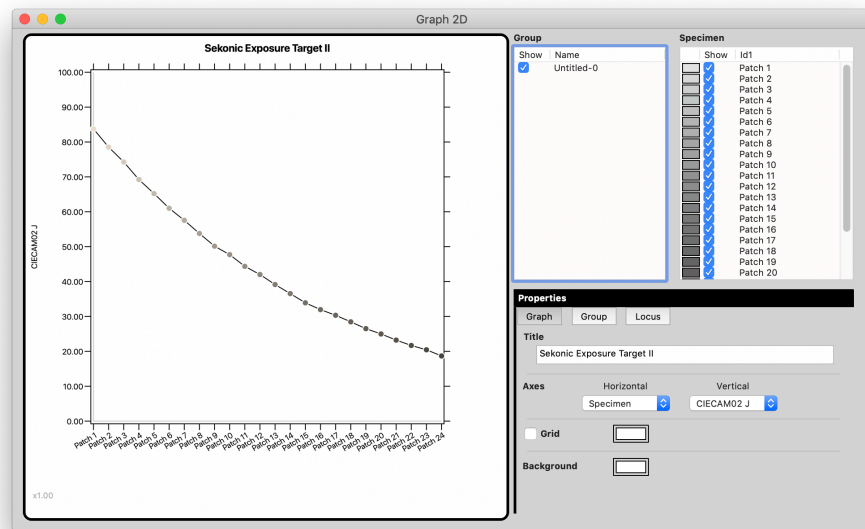 Graph 2D
Sekonic Exposure Target II
100.00
90.00
80.00
70.00
60.00
50.00
40.00
30.00
20.00
10.00
0.00
CIECAM02 J
Patch 1
Patch 2
Patch 3
Patch 4
Patch 5
Patch 6
Patch 7
Patch 8
Patch 9
Patch 10
Patch 11
Patch 12
Patch 13
Patch 14
Patch 15
Patch 16
Patch 17
Patch 18
Patch 19
Patch 20
Patch 21
Patch 22
Patch 23
Patch 24
x1.00
Group
Show Name
Untitled-0
Specimen
Show Id1
Patch 1
Patch 2
Patch 3
Patch 4
Patch 5
Patch 6
Patch 7
Patch 8
Patch 9
Patch 10
Patch 11
Patch 12
Patch 13
Patch 14
Patch 15
Patch 16
Patch 17
Patch 18
Patch 19
Patch 20
Properties
Graph Group Locus
Title
Sekonic Exposure Target II
Axes Horizontal Vertical
Specimen CIECAM02 J
Grid
Background